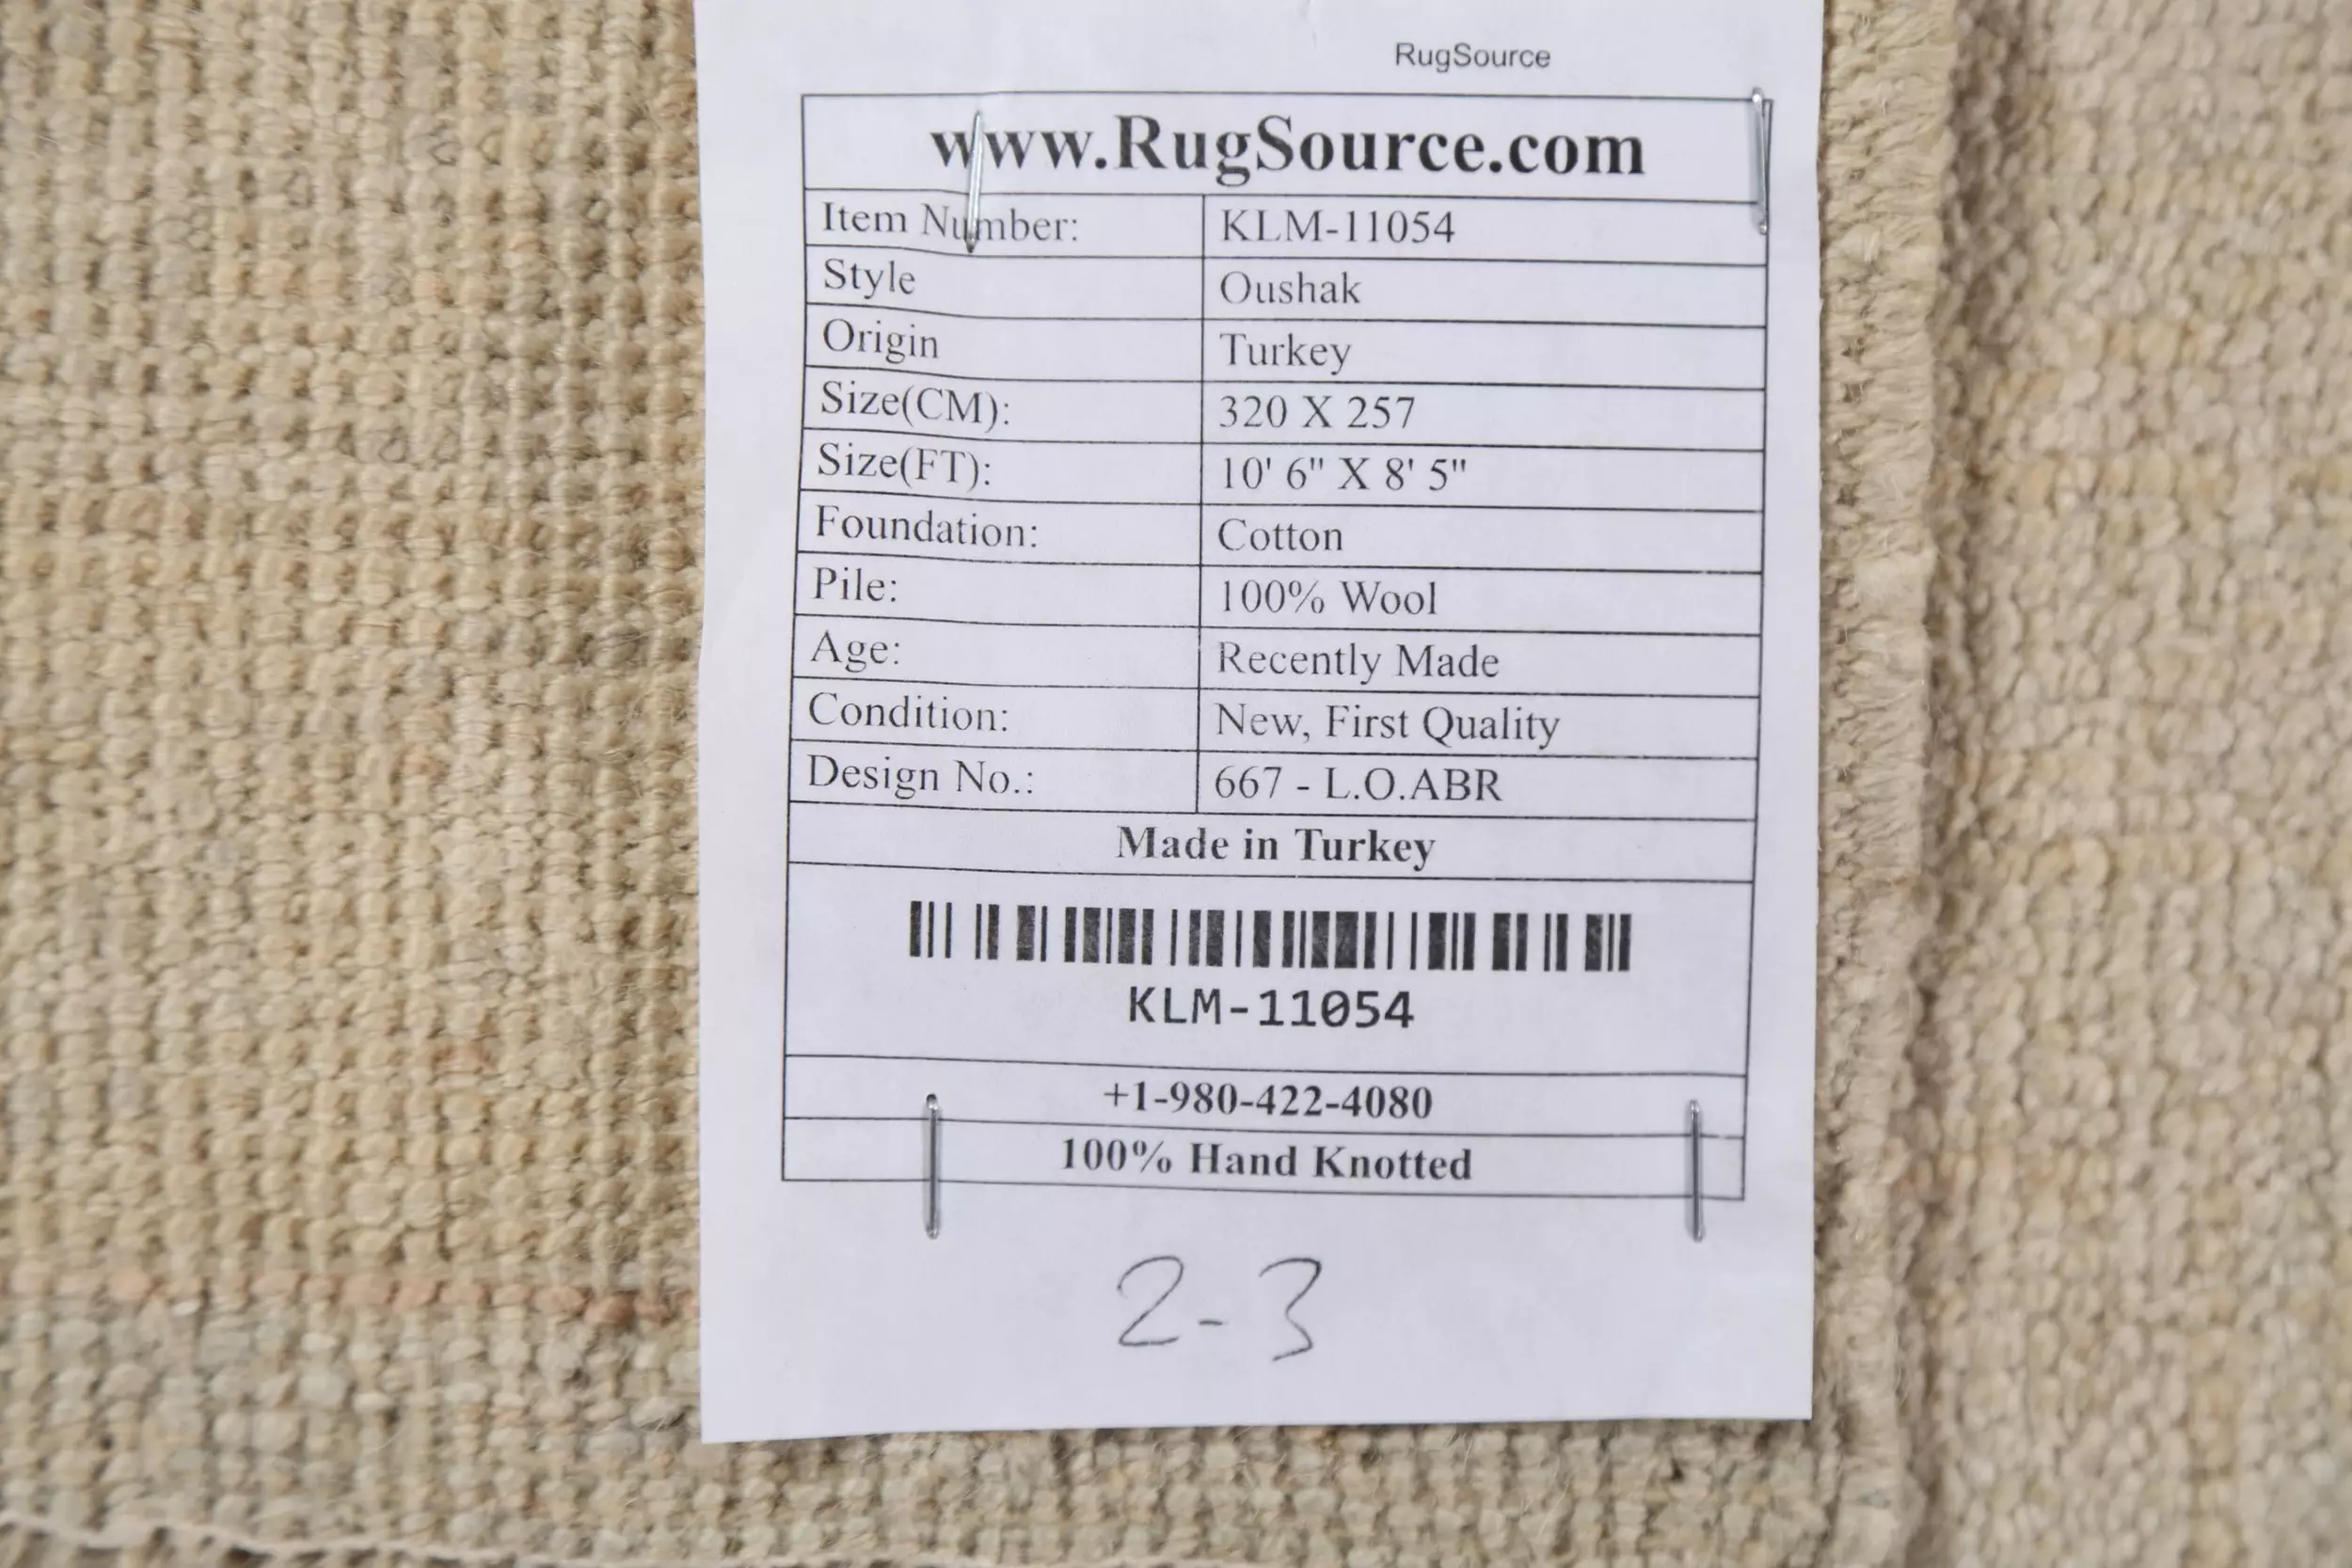 RugSource
www.RugSource.com
Item Number: KLM-11054
Style Oushak
Origin Turkey
Size(CM): 320 X 257
Size(FT): 10' 6" X 8' 5"
Foundation: Cotton
Pile: 100% Wool
Age: Recently Made
Condition: New, First Quality
Design No.: 667 - L.O.ABR
Made in Turkey
KLM-11054
+1-980-422-4080
100% Hand Knotted
2-3